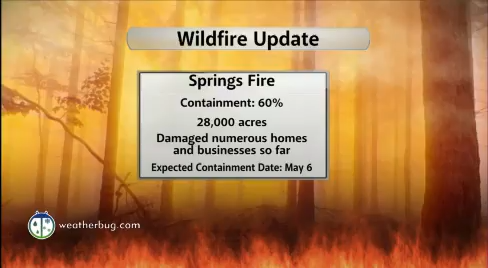 Wildfire Update
Springs Fire
Containment: 60%
28,000 acres
Damaged numerous homes
and businesses so far
Expected Containment Date: May 6
weatherbug.com